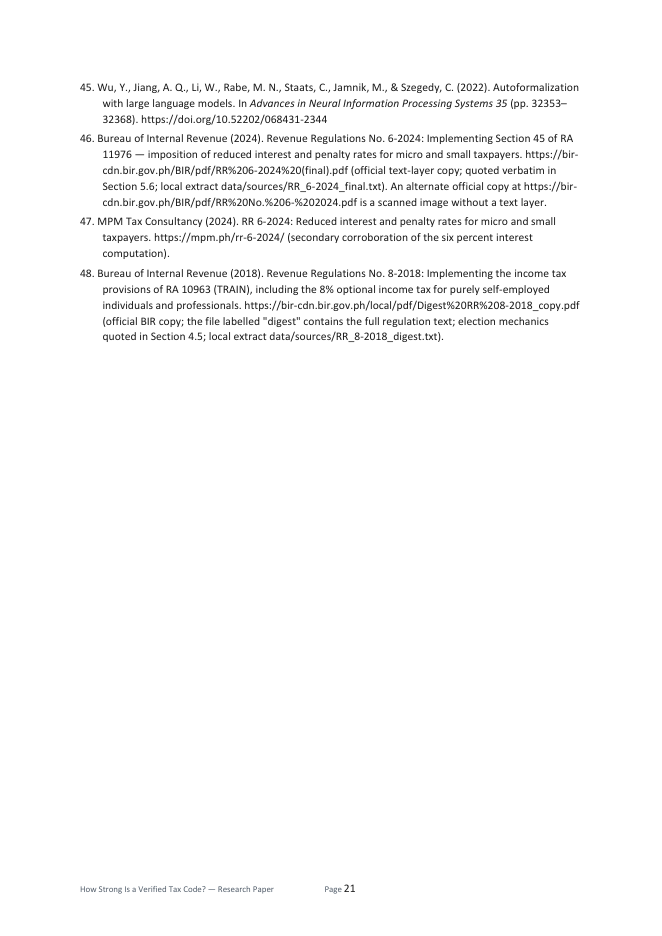 45. Wu, Y., Jiang, A. Q., Li, W., Rabe, M. N., Staats, C., Jamnik, M., & Szegedy, C. (2022). Autoformalization
with large language models. In Advances in Neural Information Processing Systems 35 (pp. 32353–
32368). https://doi.org/10.52202/068431-2344
46. Bureau of Internal Revenue (2024). Revenue Regulations No. 6-2024: Implementing Section 45 of RA
11976 — imposition of reduced interest and penalty rates for micro and small taxpayers. https://bir-
cdn.bir.gov.ph/BIR/pdf/RR%206-2024%20(final).pdf (official text-layer copy; quoted verbatim in
Section 5.6; local extract data/sources/RR_6-2024_final.txt). An alternate official copy at https://bir-
cdn.bir.gov.ph/BIR/pdf/RR%20No.%206-%202024.pdf is a scanned image without a text layer.
47. MPM Tax Consultancy (2024). RR 6-2024: Reduced interest and penalty rates for micro and small
taxpayers. https://mpm.ph/rr-6-2024/ (secondary corroboration of the six percent interest
computation).
48. Bureau of Internal Revenue (2018). Revenue Regulations No. 8-2018: Implementing the income tax
provisions of RA 10963 (TRAIN), including the 8% optional income tax for purely self-employed
individuals and professionals. https://bir-cdn.bir.gov.ph/local/pdf/Digest%20RR%208-2018_copy.pdf
(official BIR copy; the file labelled "digest" contains the full regulation text; election mechanics
quoted in Section 4.5; local extract data/sources/RR_8-2018_digest.txt).
How Strong Is a Verified Tax Code? — Research Paper Page 21